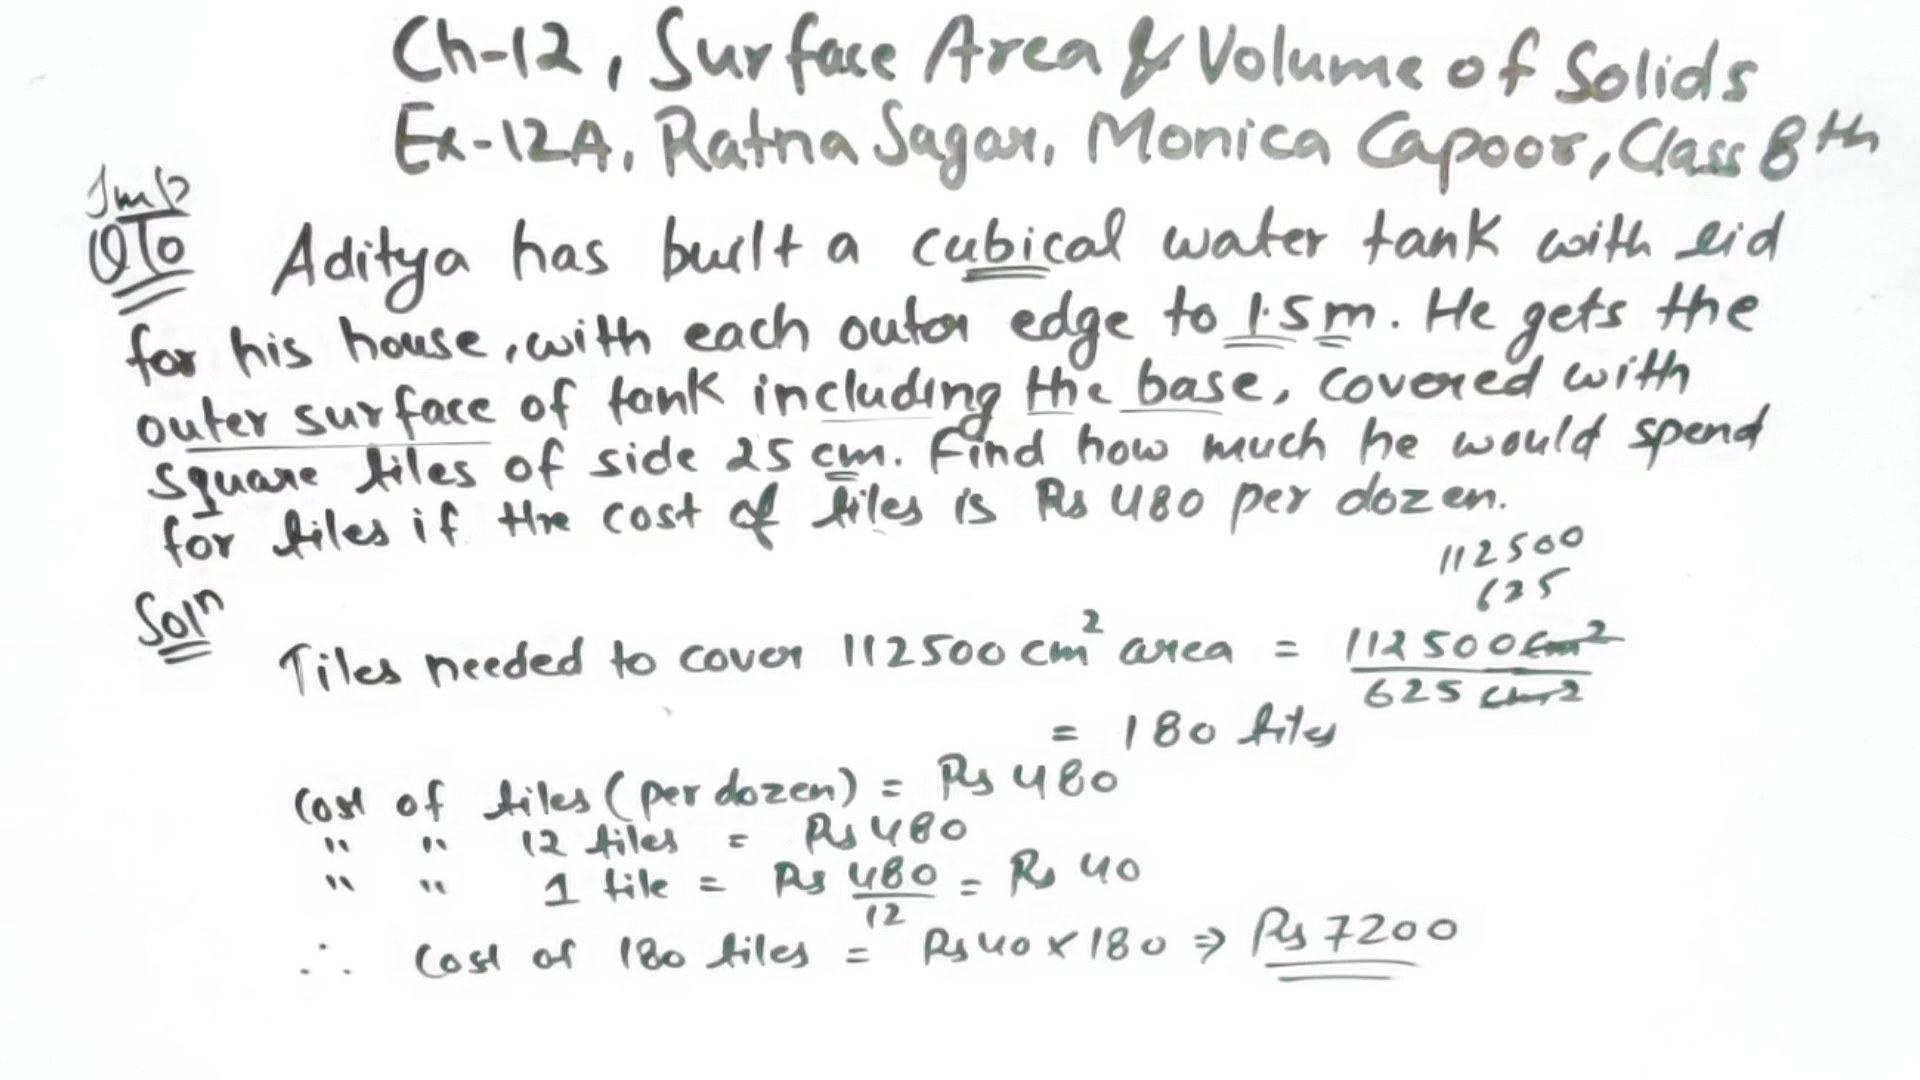 Ch-12, Surface Area & Volume of Solids
Ex-12A, Ratna Sagar, Monica Capoor, Class 8th
Imp
Q10 Aditya has built a cubical water tank with lid
for his house, with each outer edge to 1.5 m. He gets the
outer surface of tank including the base, covered with
square tiles of side 25 cm. Find how much he would spend
for tiles if the cost of tiles is Rs 480 per dozen.
112500
625
Solⁿ
Tiles needed to cover 112500 cm² area = 112500 cm² / 625 cm²
= 180 tiles
Cost of tiles (per dozen) = Rs 480
" " 12 tiles = Rs 480
" " 1 tile = Rs 480/12 = Rs 40
∴ Cost of 180 tiles = Rs 40 × 180 ⇒ Rs 7200